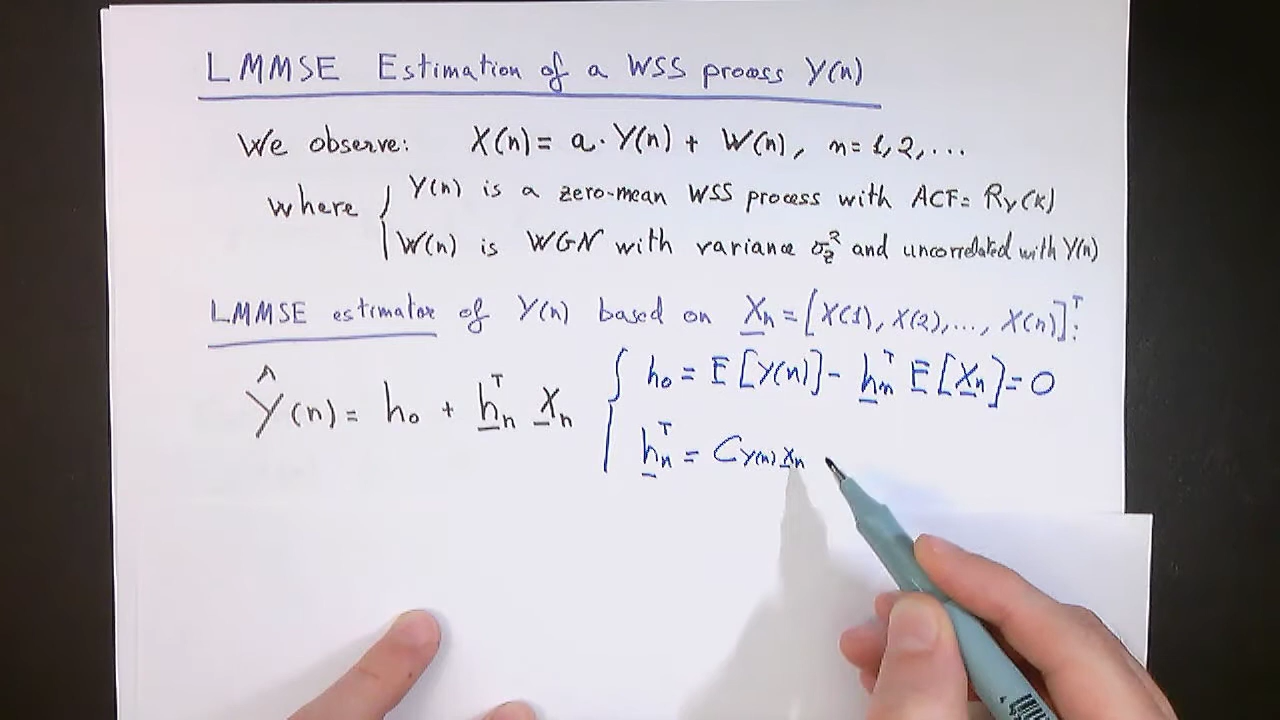 LMMSE Estimation of a WSS process Y(n)
We observe: X(n) = a · Y(n) + W(n), n = 1, 2, ...
where { Y(n) is a zero-mean WSS process with ACF = R_Y(k)
W(n) is WGN with variance σ_z^2 and uncorrelated with Y(n)
LMMSE estimator of Y(n) based on X_n = [X(1), X(2), ..., X(n)]^T:
Ŷ(n) = h_0 + h_n^T X_n { h_0 = E[Y(n)] - h_n^T E[X_n] = 0
h_n^T = C_{Y(n) X_n}